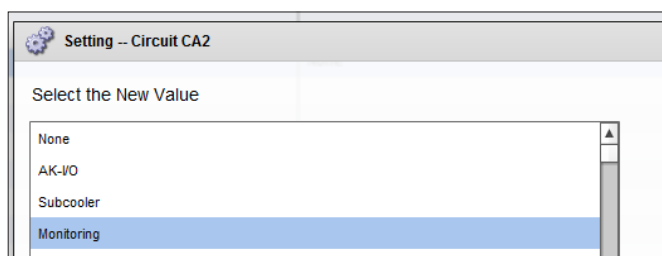 Setting -- Circuit CA2
Select the New Value
None
AK-I/O
Subcooler
Monitoring